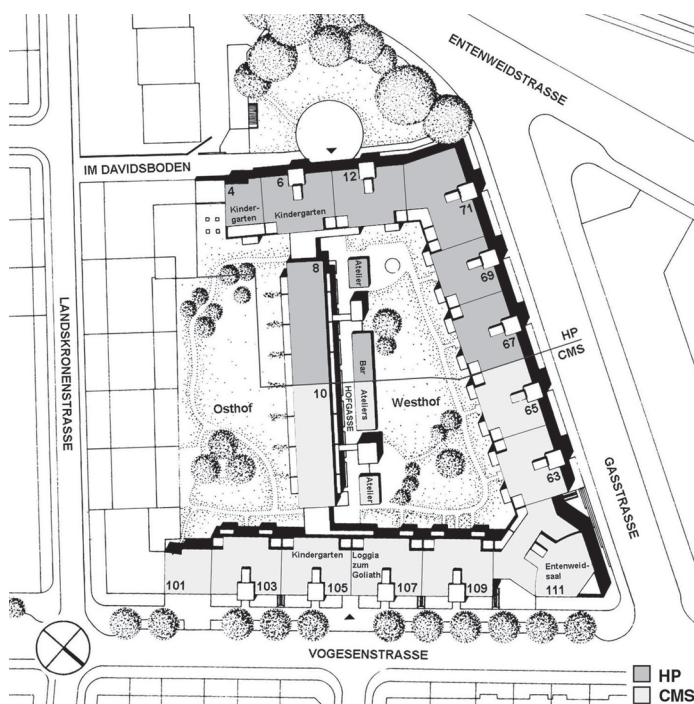 ENTENWEIDSTRASSE
IM DAVIDSBODEN
4
6
12
Kinder-
garten
Kindergarten
71
8
Atelier
69
LANDSKRONENSTRASSE
67
HP
CMS
Bar
10
Ateliers
HOFGASSE
Osthof
Westhof
65
Atelier
63
GASSTRASSE
Kindergarten
Loggia
zum
Goliath
Entenweid-
saal
101
103
105
107
109
111
VOGESENSTRASSE
HP
CMS